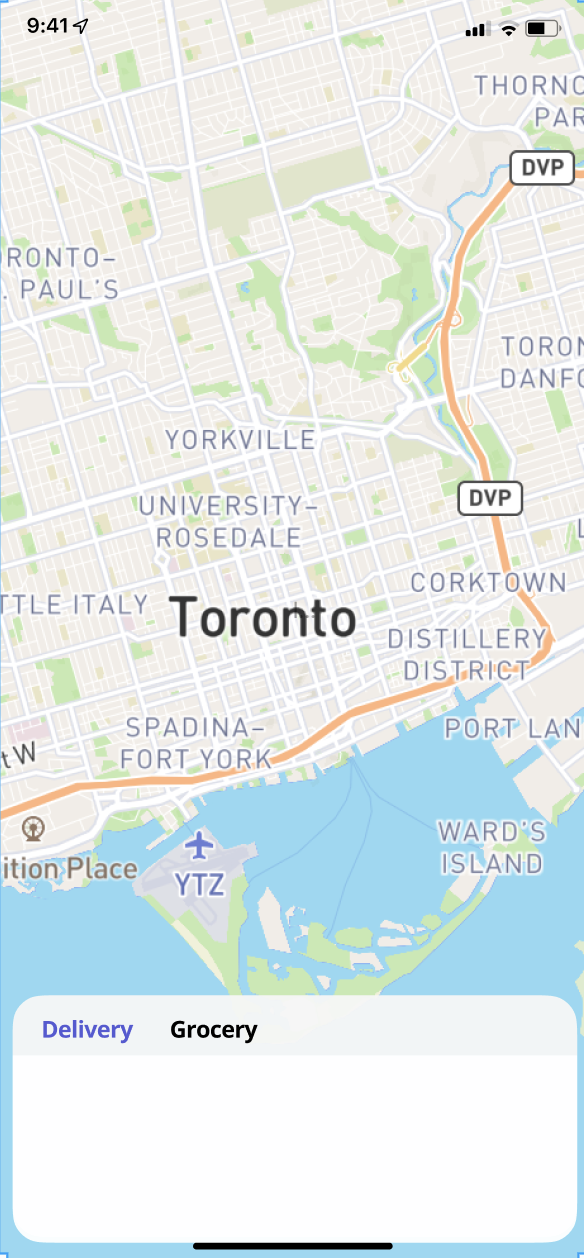 9:41
THORNC
PAR
DVP
ORONTO–
. PAUL'S
TORON
DANFO
YORKVILLE
DVP
UNIVERSITY–
ROSEDALE
CORKTOWN
TTLE ITALY
Toronto
DISTILLERY
DISTRICT
SPADINA–
FORT YORK
PORT LAN
t W
WARD'S
ISLAND
ition Place
YTZ
Delivery Grocery